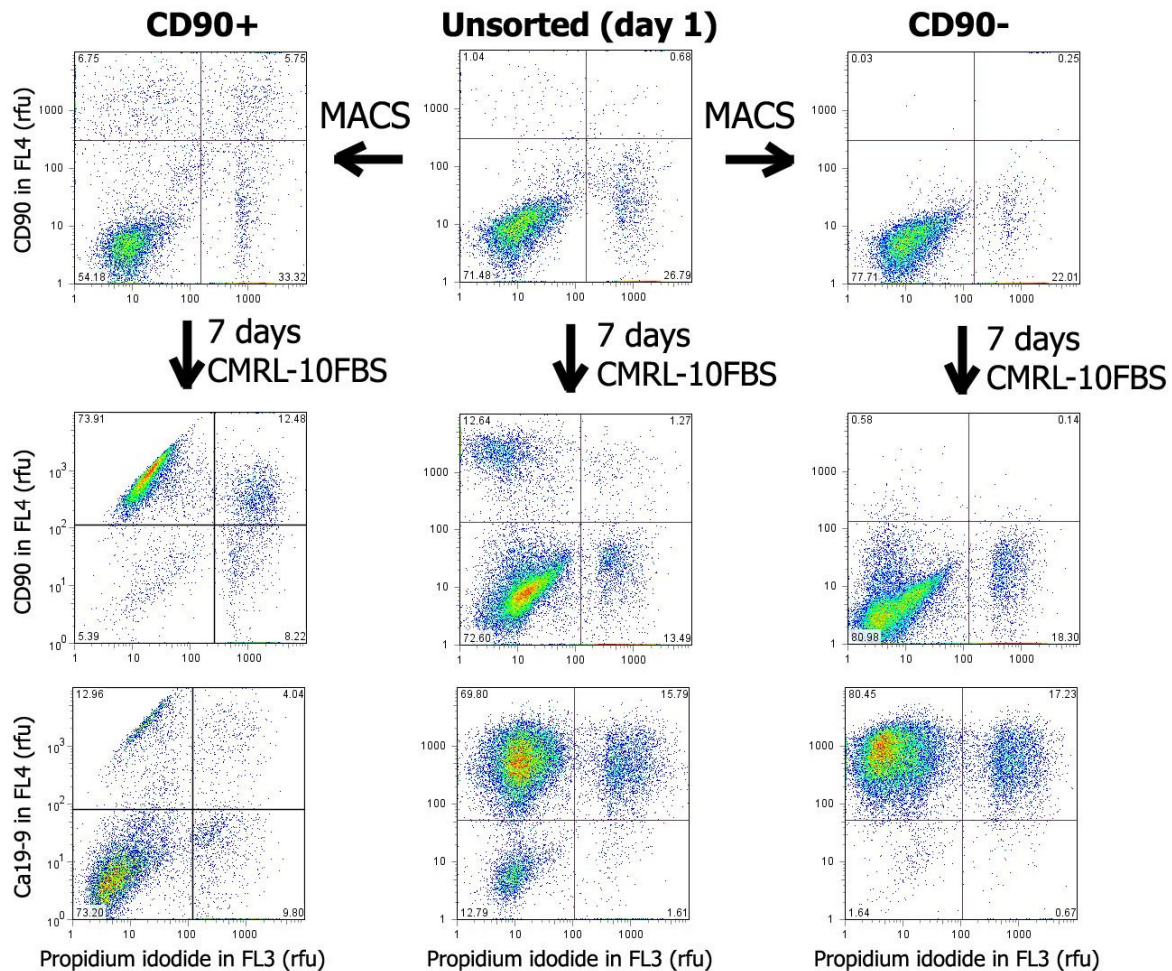 CD90+ Unsorted (day 1) CD90-
6.75 5.75 1.04 0.68 0.03 0.25
CD90 in FL4 (rfu)
1000 1000 1000
MACS MACS
100 100 100
10 10 10
54.18 33.32 71.48 26.79 77.71 22.01
1 1 1
1 10 100 1000 1 10 100 1000 1 10 100 1000
7 days 7 days 7 days
CMRL-10FBS CMRL-10FBS CMRL-10FBS
73.91 12.48 12.64 1.27 0.58 0.14
CD90 in FL4 (rfu)
10³ 1000 1000
10² 100 100
10¹ 10 10
5.39 8.22 72.60 13.49 80.98 18.30
10⁰ 1 1
1 10 100 1000 1 10 100 1000 1 10 100 1000
12.96 4.04 69.80 15.79 80.45 17.23
Ca19-9 in FL4 (rfu)
10³ 1000 1000
10² 100 100
10¹ 10 10
73.20 9.80 12.79 1.61 1.64 0.67
10⁰ 1 1
1 10 100 1000 1 10 100 1000 1 10 100 1000
Propidium idodide in FL3 (rfu) Propidium idodide in FL3 (rfu) Propidium idodide in FL3 (rfu)